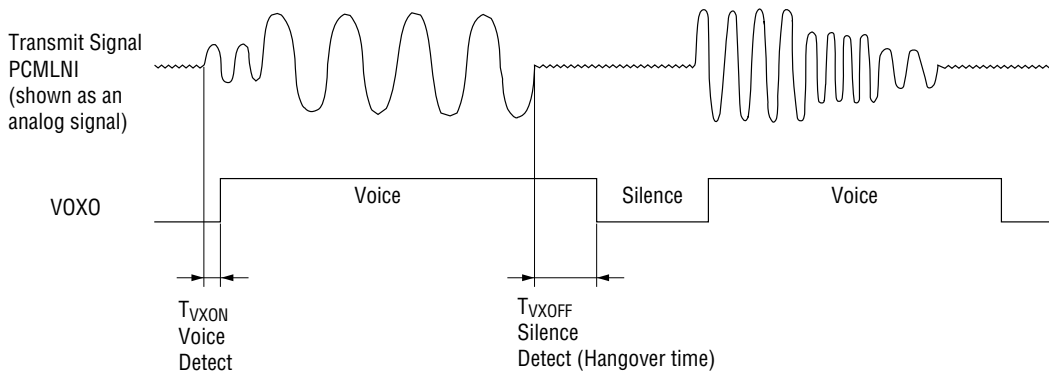 Transmit Signal
PCMLNI
(shown as an
analog signal)
VOXO
Voice
Silence
Voice
TVXON
Voice
Detect
TVXOFF
Silence
Detect (Hangover time)